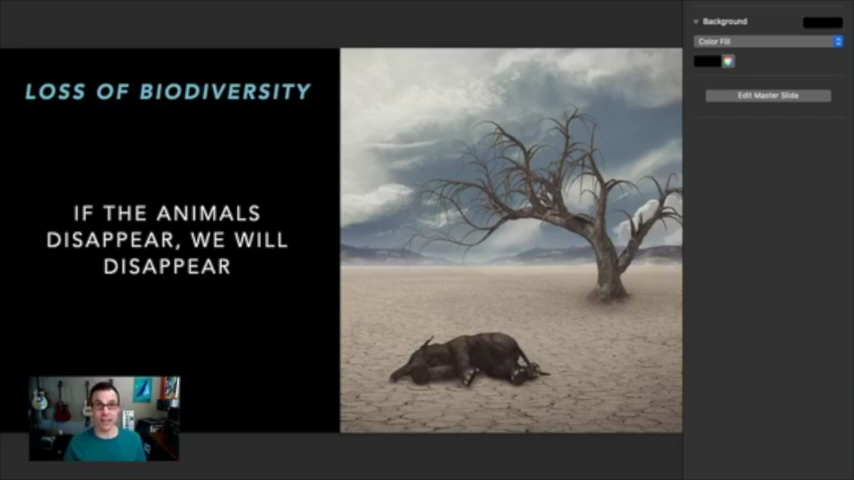 LOSS OF BIODIVERSITY
IF THE ANIMALS
DISAPPEAR, WE WILL
DISAPPEAR
Background
Color Fill
Edit Master Slide